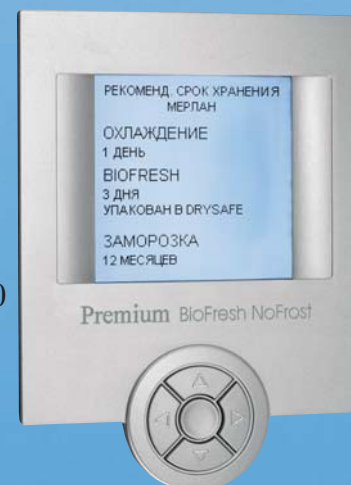 РЕКОМЕНД. СРОК ХРАНЕНИЯ
МЕРЛАН
ОХЛАЖДЕНИЕ
1 ДЕНЬ
BIOFRESH
3 ДНЯ
УПАКОВАН В DRYSAFE
ЗАМОРОЗКА
12 МЕСЯЦЕВ
Premium BioFresh NoFrost